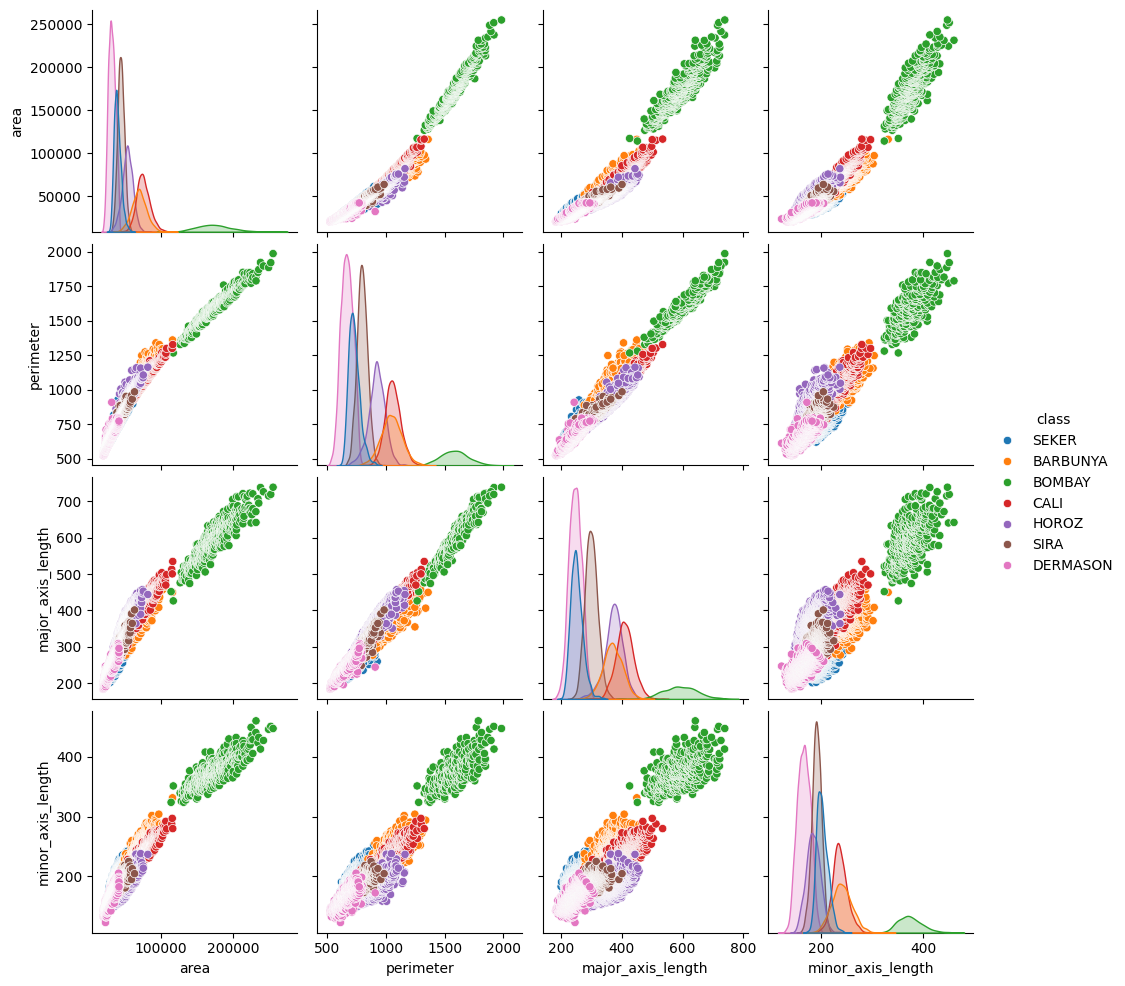 250000
200000
150000
100000
50000
area
2000
1750
1500
1250
1000
750
500
perimeter
700
600
500
400
300
200
major_axis_length
400
300
200
minor_axis_length
100000 200000
area
500 1000 1500 2000
perimeter
200 400 600 800
major_axis_length
200 400
minor_axis_length
class
SEKER
BARBUNYA
BOMBAY
CALI
HOROZ
SIRA
DERMASON